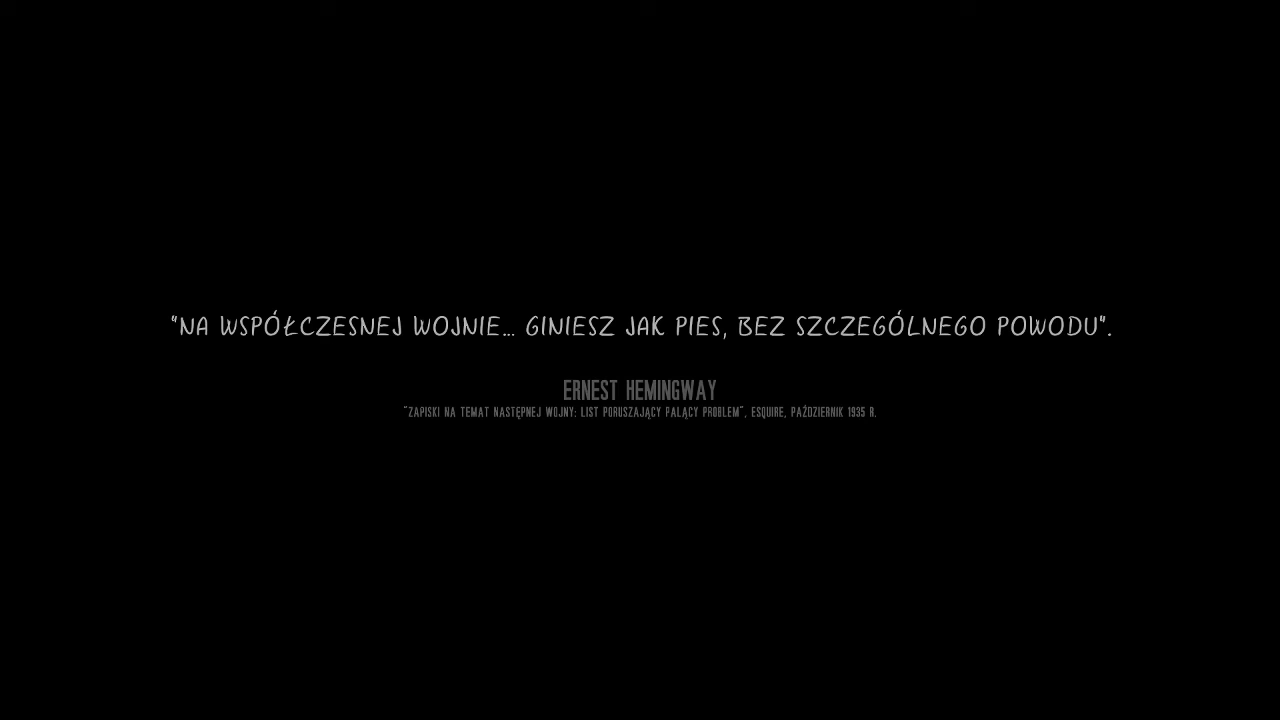 "NA WSPÓŁCZESNEJ WOJNIE... GINIESZ JAK PIES, BEZ SZCZEGÓLNEGO POWODU".
ERNEST HEMINGWAY
"ZAPISKI NA TEMAT NASTĘPNEJ WOJNY: LIST PORUSZAJĄCY PALĄCY PROBLEM", ESQUIRE, PAŹDZIERNIK 1935 R.